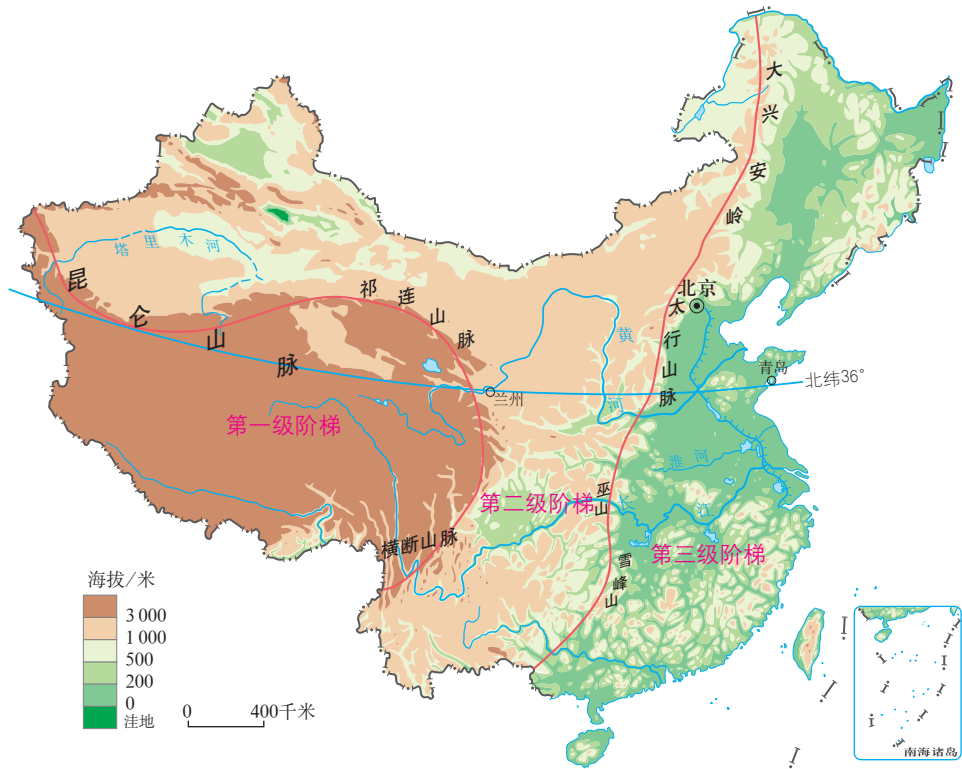 大兴安岭
塔里木河
昆仑山脉
祁连山脉
北京
太行山脉
黄河
青岛
北纬36°
兰州
第一级阶梯
淮河
第二级阶梯
巫山
长江
第三级阶梯
横断山脉
雪峰山
海拔/米
3 000
1 000
500
200
0
洼地
0 400千米
南海诸岛